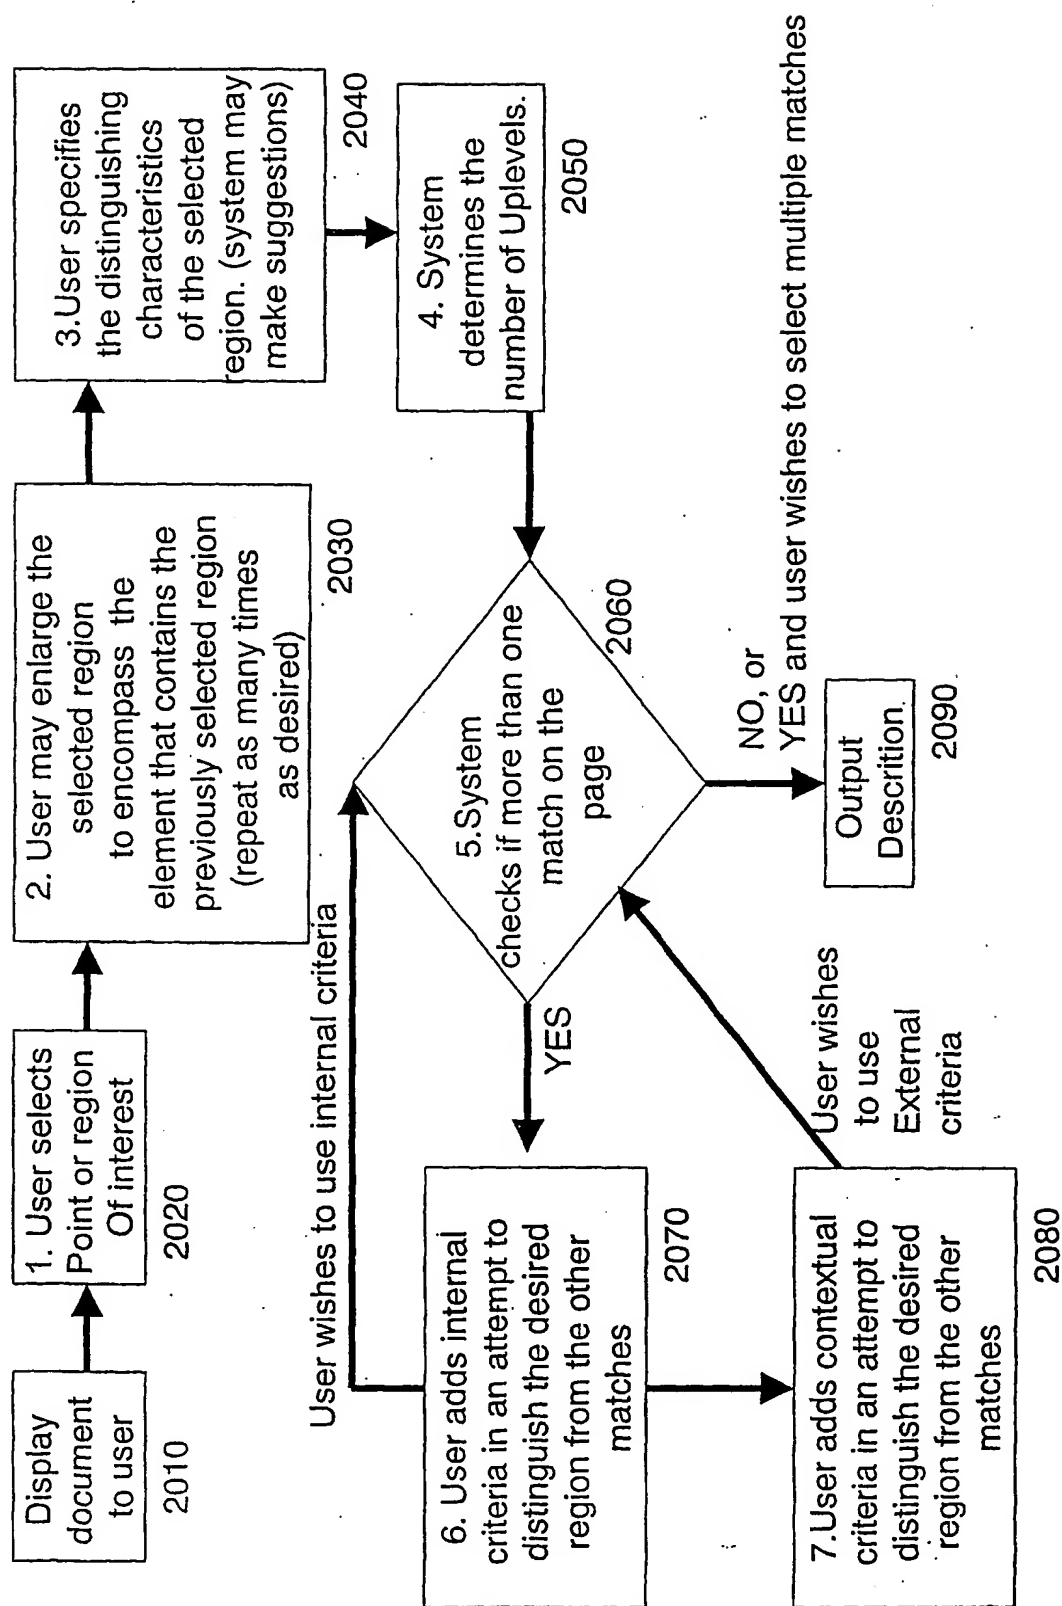 Display
document
to user
2010
1. User selects
Point or region
Of interest
2020
2. User may enlarge the
selected region
to encompass the
element that contains the
previously selected region
(repeat as many times
as desired)
2030
3.User specifies
the distinguishing
characteristics
of the selected
region. (system may
make suggestions)
2040
4. System
determines the
number of Uplevels.
2050
5.System
checks if more than one
match on the
page
2060
YES
User wishes to use internal criteria
6. User adds internal
criteria in an attempt to
distinguish the desired
region from the other
matches
2070
7.User adds contextual
criteria in an attempt to
distinguish the desired
region from the other
matches
2080
User wishes
to use
External
criteria
NO, or
YES and user wishes to select multiple matches
Output
Descrition
2090